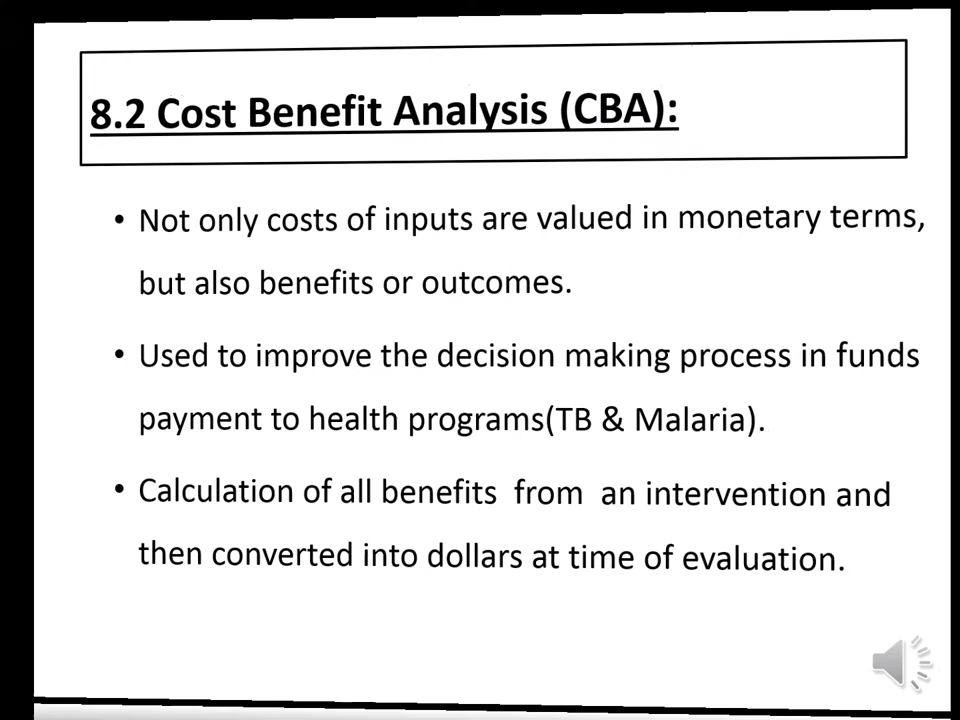 8.2 Cost Benefit Analysis (CBA):
• Not only costs of inputs are valued in monetary terms,
but also benefits or outcomes.
• Used to improve the decision making process in funds
payment to health programs(TB & Malaria).
• Calculation of all benefits from an intervention and
then converted into dollars at time of evaluation.